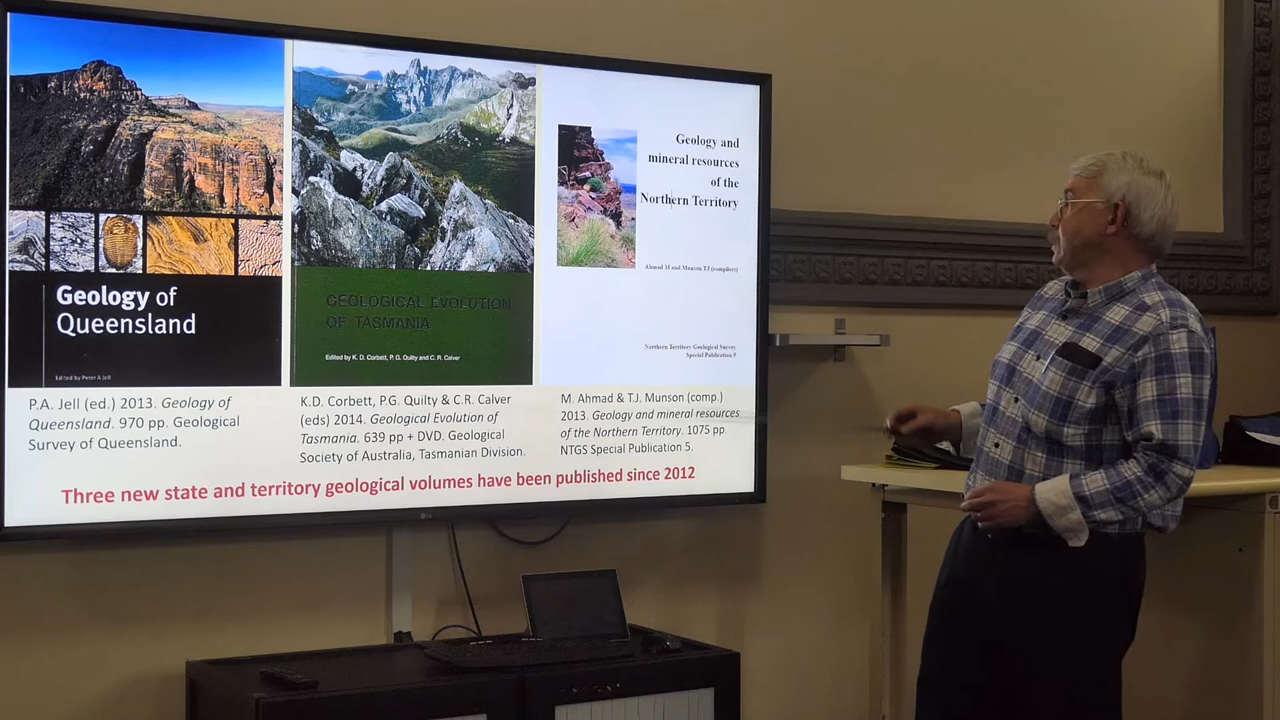 Geology of
Queensland
Edited by Peter A Jell
GEOLOGICAL EVOLUTION
OF TASMANIA
Edited by K. D. Corbett, P. G. Quilty and C. R. Calver
Geology and
mineral resources
of the
Northern Territory
Ahmad M and Munson TJ (compilers)
Northern Territory Geological Survey
Special Publication 5
P.A. Jell (ed.) 2013. Geology of
Queensland. 970 pp. Geological
Survey of Queensland.
K.D. Corbett, P.G. Quilty & C.R. Calver
(eds) 2014. Geological Evolution of
Tasmania. 639 pp + DVD. Geological
Society of Australia, Tasmanian Division.
M. Ahmad & T.J. Munson (comp.)
2013. Geology and mineral resources
of the Northern Territory. 1075 pp.
NTGS Special Publication 5.
Three new state and territory geological volumes have been published since 2012
LG